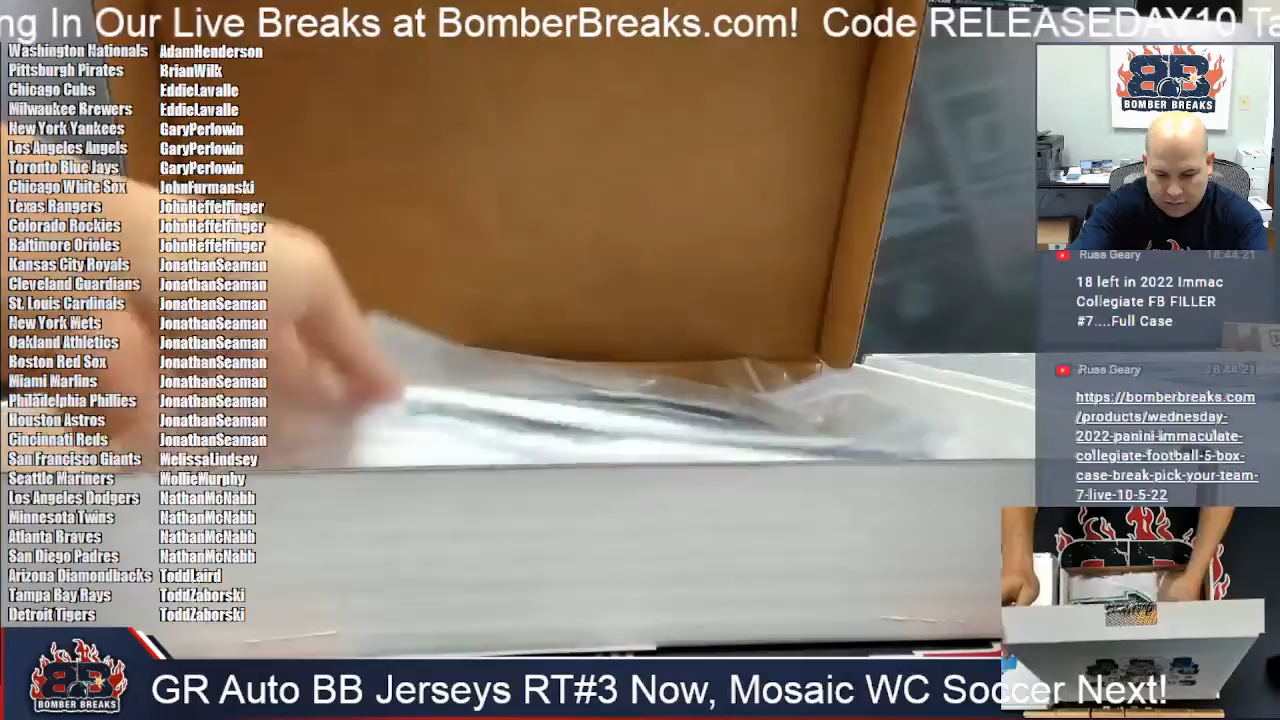 ng In Our Live Breaks at BomberBreaks.com!  Code RELEASEDAY10 Ta
Washington Nationals AdamHenderson
Pittsburgh Pirates BrianWilk
Chicago Cubs EddieLavalle
Milwaukee Brewers EddieLavalle
New York Yankees GaryPerlowin
Los Angeles Angels GaryPerlowin
Toronto Blue Jays GaryPerlowin
Chicago White Sox JohnFurmanski
Texas Rangers JohnHeffelfinger
Colorado Rockies JohnHeffelfinger
Baltimore Orioles JohnHeffelfinger
Kansas City Royals JonathanSeaman
Cleveland Guardians JonathanSeaman
St. Louis Cardinals JonathanSeaman
New York Mets JonathanSeaman
Oakland Athletics JonathanSeaman
Boston Red Sox JonathanSeaman
Miami Marlins JonathanSeaman
Philadelphia Phillies JonathanSeaman
Houston Astros JonathanSeaman
Cincinnati Reds JonathanSeaman
San Francisco Giants MelissaLindsey
Seattle Mariners MollieMurphy
Los Angeles Dodgers NathanMcNabb
Minnesota Twins NathanMcNabb
Atlanta Braves NathanMcNabb
San Diego Padres NathanMcNabb
Arizona Diamondbacks ToddLaird
Tampa Bay Rays ToddZaborski
Detroit Tigers ToddZaborski
BB
BOMBER BREAKS
Russ Geary 18:44:21
18 left in 2022 Immac
Collegiate FB FILLER
#7....Full Case
Russ Geary 18:44:21
https://bomberbreaks.com
/products/wednesday-
2022-panini-immaculate-
collegiate-football-5-box-
case-break-pick-your-team-
7-live-10-5-22
BB
BOMBER BREAKS
GR Auto BB Jerseys RT#3 Now, Mosaic WC Soccer Next!